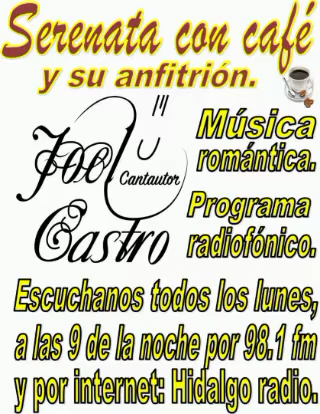 Serenata con café
y su anfitrión.
Joel
Cantautor
Castro
Música
romántica.
Programa
radiofónico.
Escuchanos todos los lunes,
a las 9 de la noche por 98.1 fm
y por internet: Hidalgo radio.